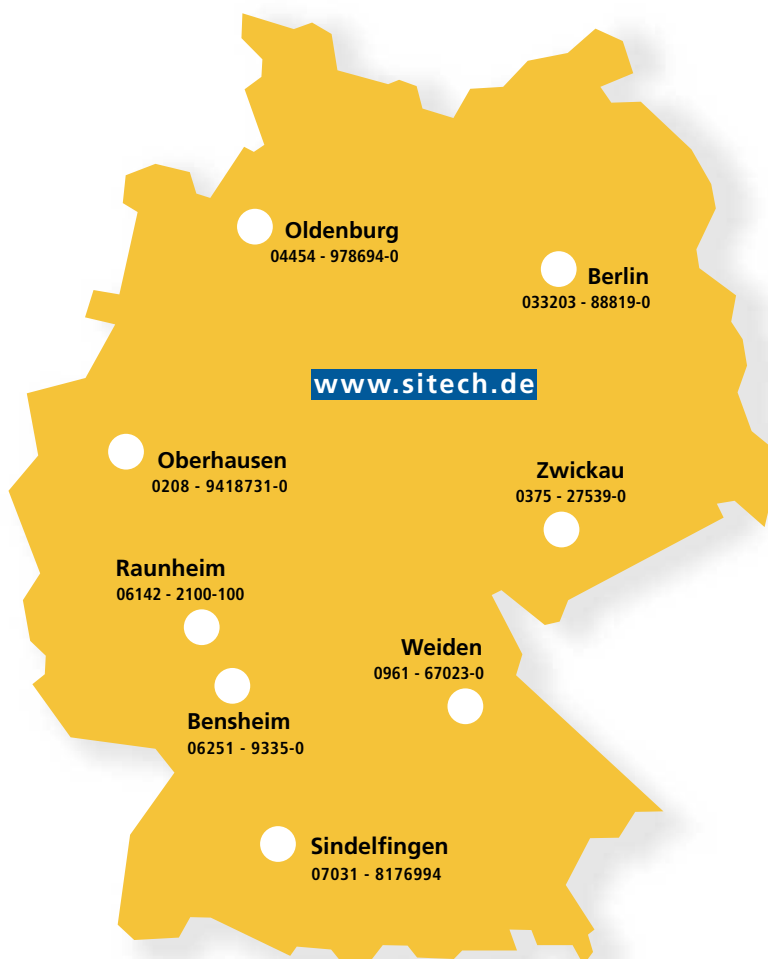 Oldenburg
04454 - 978694-0
Berlin
033203 - 88819-0
www.sitech.de
Oberhausen
0208 - 9418731-0
Zwickau
0375 - 27539-0
Raunheim
06142 - 2100-100
Weiden
0961 - 67023-0
Bensheim
06251 - 9335-0
Sindelfingen
07031 - 8176994